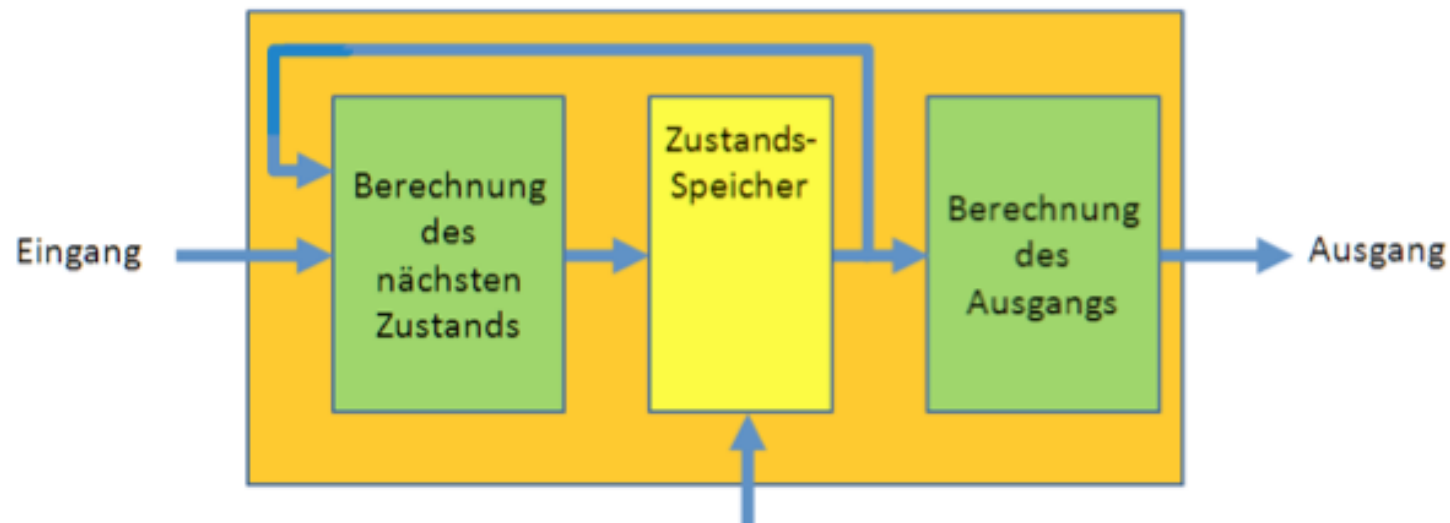 Eingang
Berechnung
des
nächsten
Zustands
Zustands-
Speicher
Berechnung
des
Ausgangs
Ausgang